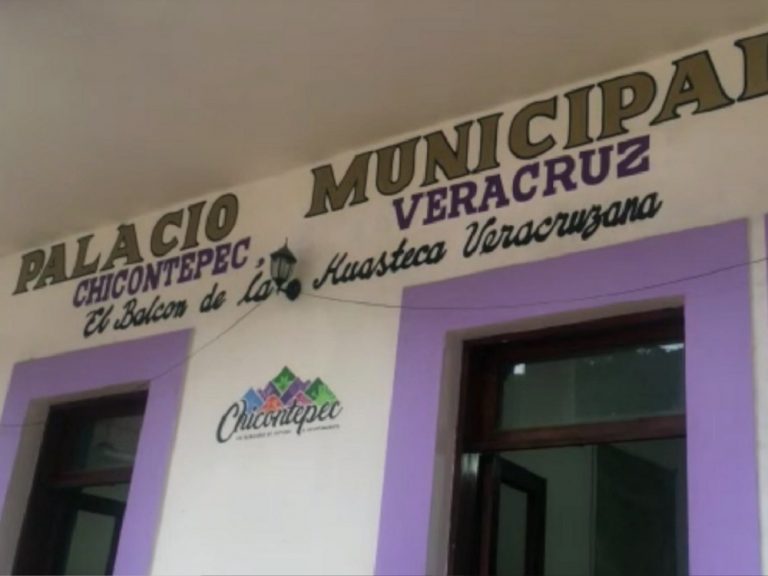 PALACIO MUNICIPAL
CHICONTEPEC, VERACRUZ
El Balcon de la Huasteca Veracruzana
Chicontepec